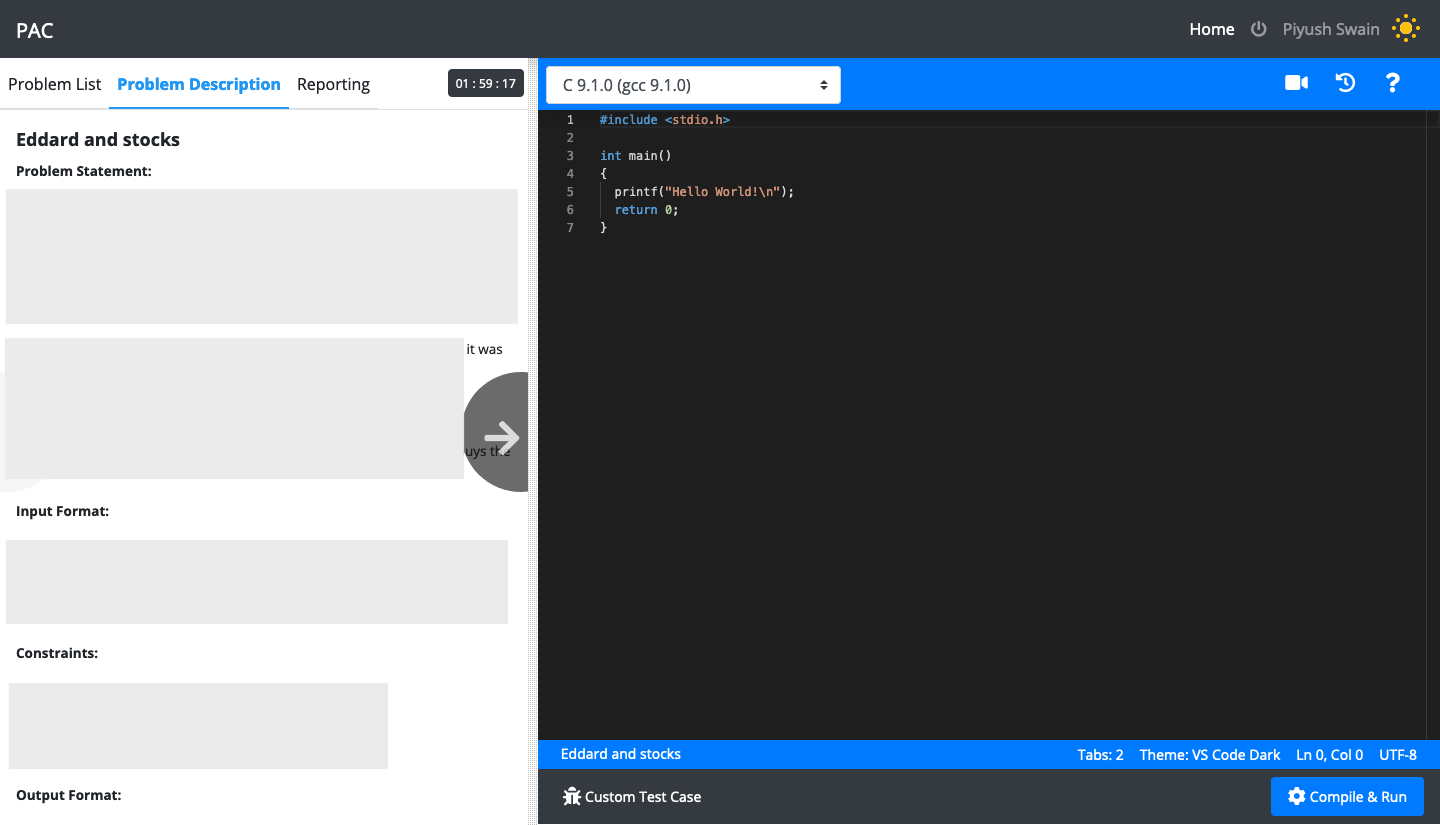 PAC
Home Piyush Swain
Problem List Problem Description Reporting 01 : 59 : 17
Eddard and stocks
Problem Statement:
it was
uys the
Input Format:
Constraints:
Output Format:
C 9.1.0 (gcc 9.1.0)
1 #include <stdio.h>
2
3 int main()
4 {
5 printf("Hello World!\n");
6 return 0;
7 }
Eddard and stocks Tabs: 2 Theme: VS Code Dark Ln 0, Col 0 UTF-8
Custom Test Case Compile & Run